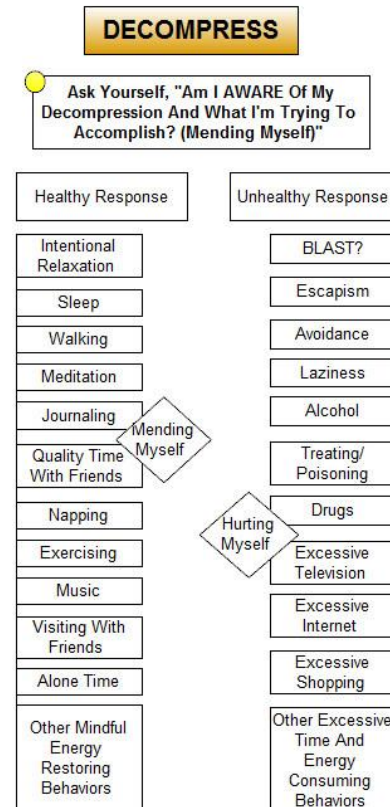 DECOMPRESS
Ask Yourself, "Am I AWARE Of My
Decompression And What I'm Trying To
Accomplish? (Mending Myself)"
Healthy Response
Intentional
Relaxation
Sleep
Walking
Meditation
Journaling
Quality Time
With Friends
Napping
Exercising
Music
Visiting With
Friends
Alone Time
Other Mindful
Energy
Restoring
Behaviors
Mending
Myself
Unhealthy Response
BLAST?
Escapism
Avoidance
Laziness
Alcohol
Treating/
Poisoning
Drugs
Excessive
Television
Excessive
Internet
Excessive
Shopping
Other Excessive
Time And
Energy
Consuming
Behaviors
Hurting
Myself